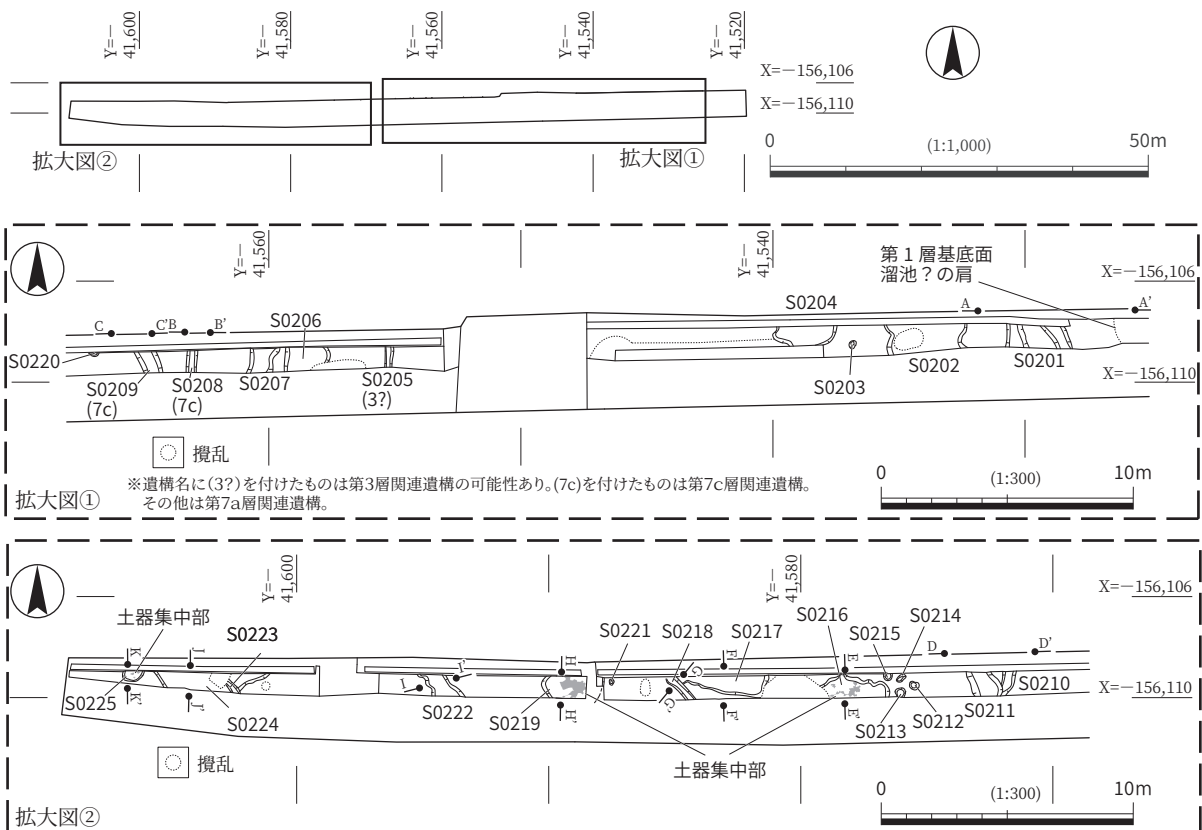 Y=—
41,600
Y=—
41,580
Y=—
41,560
Y=—
41,540
Y=—
41,520
X=—156,106
X=—156,110
拡大図②
拡大図①
0
(1:1,000)
50m
Y=—
41,560
Y=—
41,540
第1層基底面
溜池?の肩
X=—156,106
C
C'
B
B'
S0206
S0204
A
A'
S0220
S0209
(7c)
S0208
(7c)
S0207
S0205
(3?)
S0203
S0202
S0201
X=—156,110
攪乱
※遺構名に(3?)を付けたものは第3層関連遺構の可能性あり。(7c)を付けたものは第7c層関連遺構。
その他は第7a層関連遺構。
拡大図①
0
(1:300)
10m
Y=—
41,600
Y=—
41,580
X=—156,106
土器集中部
S0223
S0221
S0218
S0217
S0216
S0215
S0214
D
D'
K
J
I'
H
G
F
E
X=—156,110
S0225
K'
J'
S0224
I
S0222
S0219
H'
G'
F'
E'
S0213
S0212
S0211
S0210
土器集中部
攪乱
拡大図②
0
(1:300)
10m